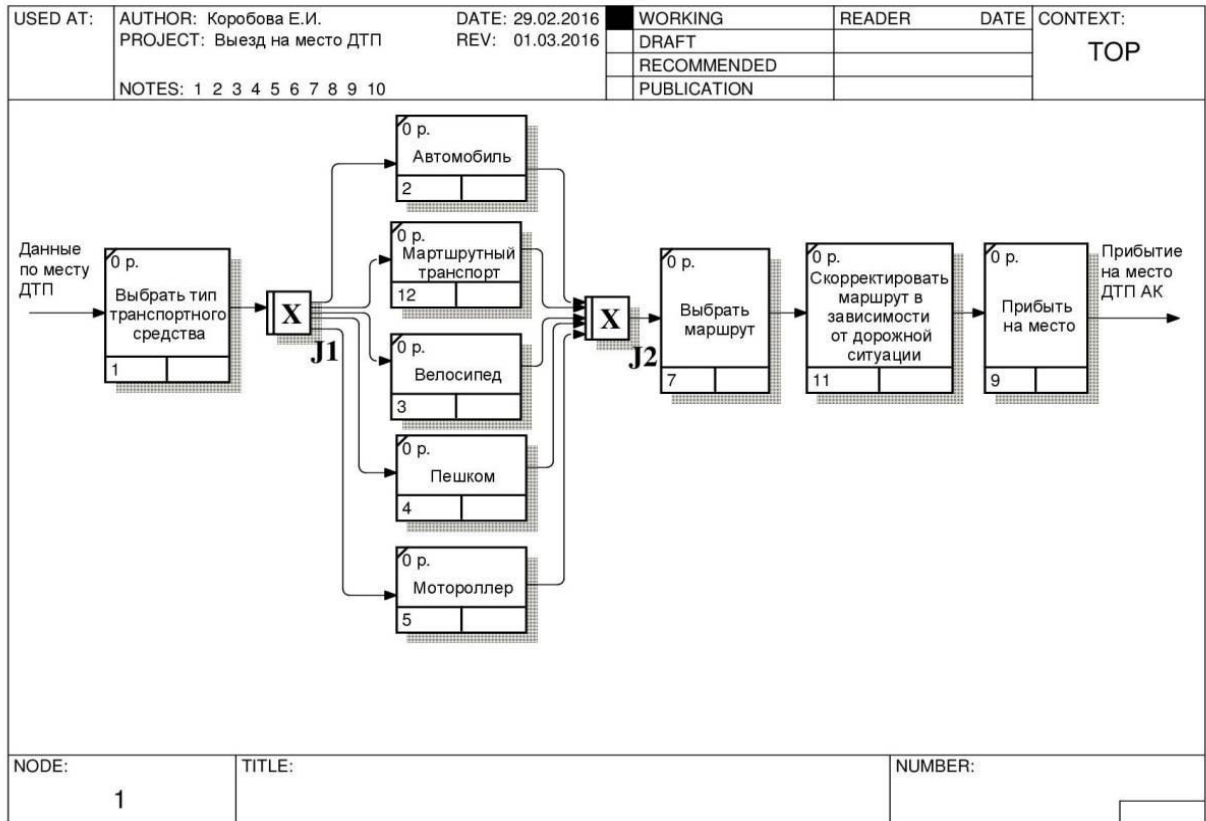 USED AT:
AUTHOR: Коробова Е.И.
DATE: 29.02.2016
PROJECT: Выезд на место ДТП
REV: 01.03.2016
NOTES: 1 2 3 4 5 6 7 8 9 10
WORKING
DRAFT
RECOMMENDED
PUBLICATION
READER
DATE
CONTEXT:
TOP
Данные
по месту
ДТП
0 р.
Выбрать тип
транспортного
средства
1
X
J1
0 р.
Автомобиль
2
0 р.
Мартшрутный
транспорт
12
0 р.
Велосипед
3
0 р.
Пешком
4
0 р.
Мотороллер
5
X
J2
0 р.
Выбрать
маршрут
7
0 р.
Скорректировать
маршрут в
зависимости
от дорожной
ситуации
11
0 р.
Прибыть
на место
9
Прибытие
на место
ДТП АК
NODE:
1
TITLE:
NUMBER: